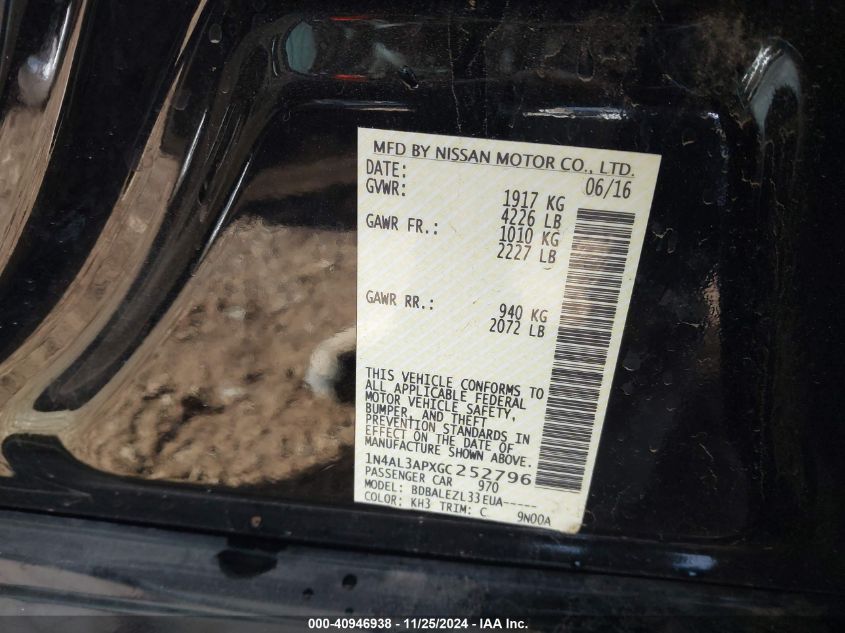 MFD BY NISSAN MOTOR CO., LTD.
DATE: 06/16
GVWR: 1917 KG
4226 LB
GAWR FR.: 1010 KG
2227 LB
GAWR RR.: 940 KG
2072 LB
THIS VEHICLE CONFORMS TO
ALL APPLICABLE FEDERAL
MOTOR VEHICLE SAFETY,
BUMPER, AND THEFT
PREVENTION STANDARDS IN
EFFECT ON THE DATE OF
MANUFACTURE SHOWN ABOVE.
1N4AL3APXGC252796
PASSENGER CAR 970
MODEL: BDBALEZL33EUA-----
COLOR: KH3 TRIM: C 9N00A
000-40946938 - 11/25/2024 - IAA Inc.